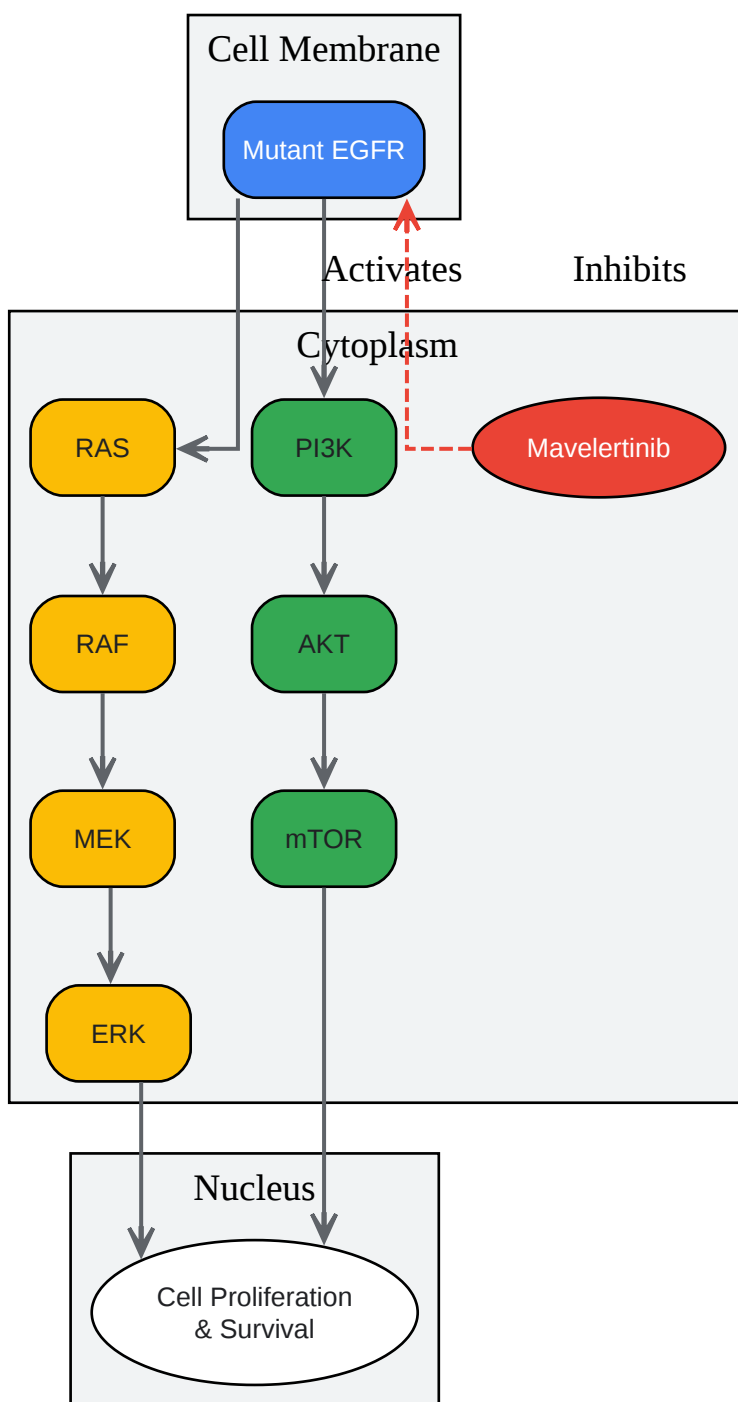 Cell Membrane
Mutant EGFR
Activates
Inhibits
Cytoplasm
RAS
PI3K
Mavelertinib
RAF
AKT
MEK
mTOR
ERK
Nucleus
Cell Proliferation
& Survival